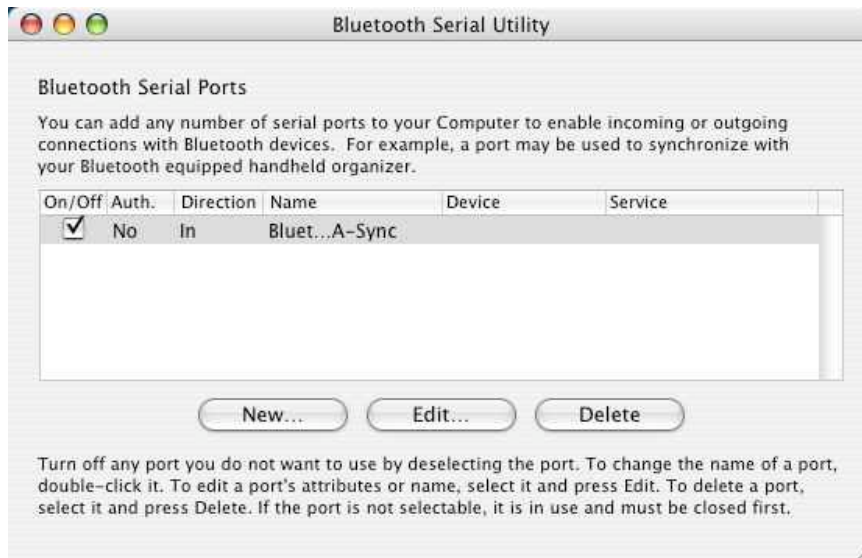 Bluetooth Serial Utility
Bluetooth Serial Ports
You can add any number of serial ports to your Computer to enable incoming or outgoing
connections with Bluetooth devices. For example, a port may be used to synchronize with
your Bluetooth equipped handheld organizer.
On/Off Auth. Direction Name Device Service
No In Bluet...A-Sync
New... Edit... Delete
Turn off any port you do not want to use by deselecting the port. To change the name of a port,
double-click it. To edit a port's attributes or name, select it and press Edit. To delete a port,
select it and press Delete. If the port is not selectable, it is in use and must be closed first.